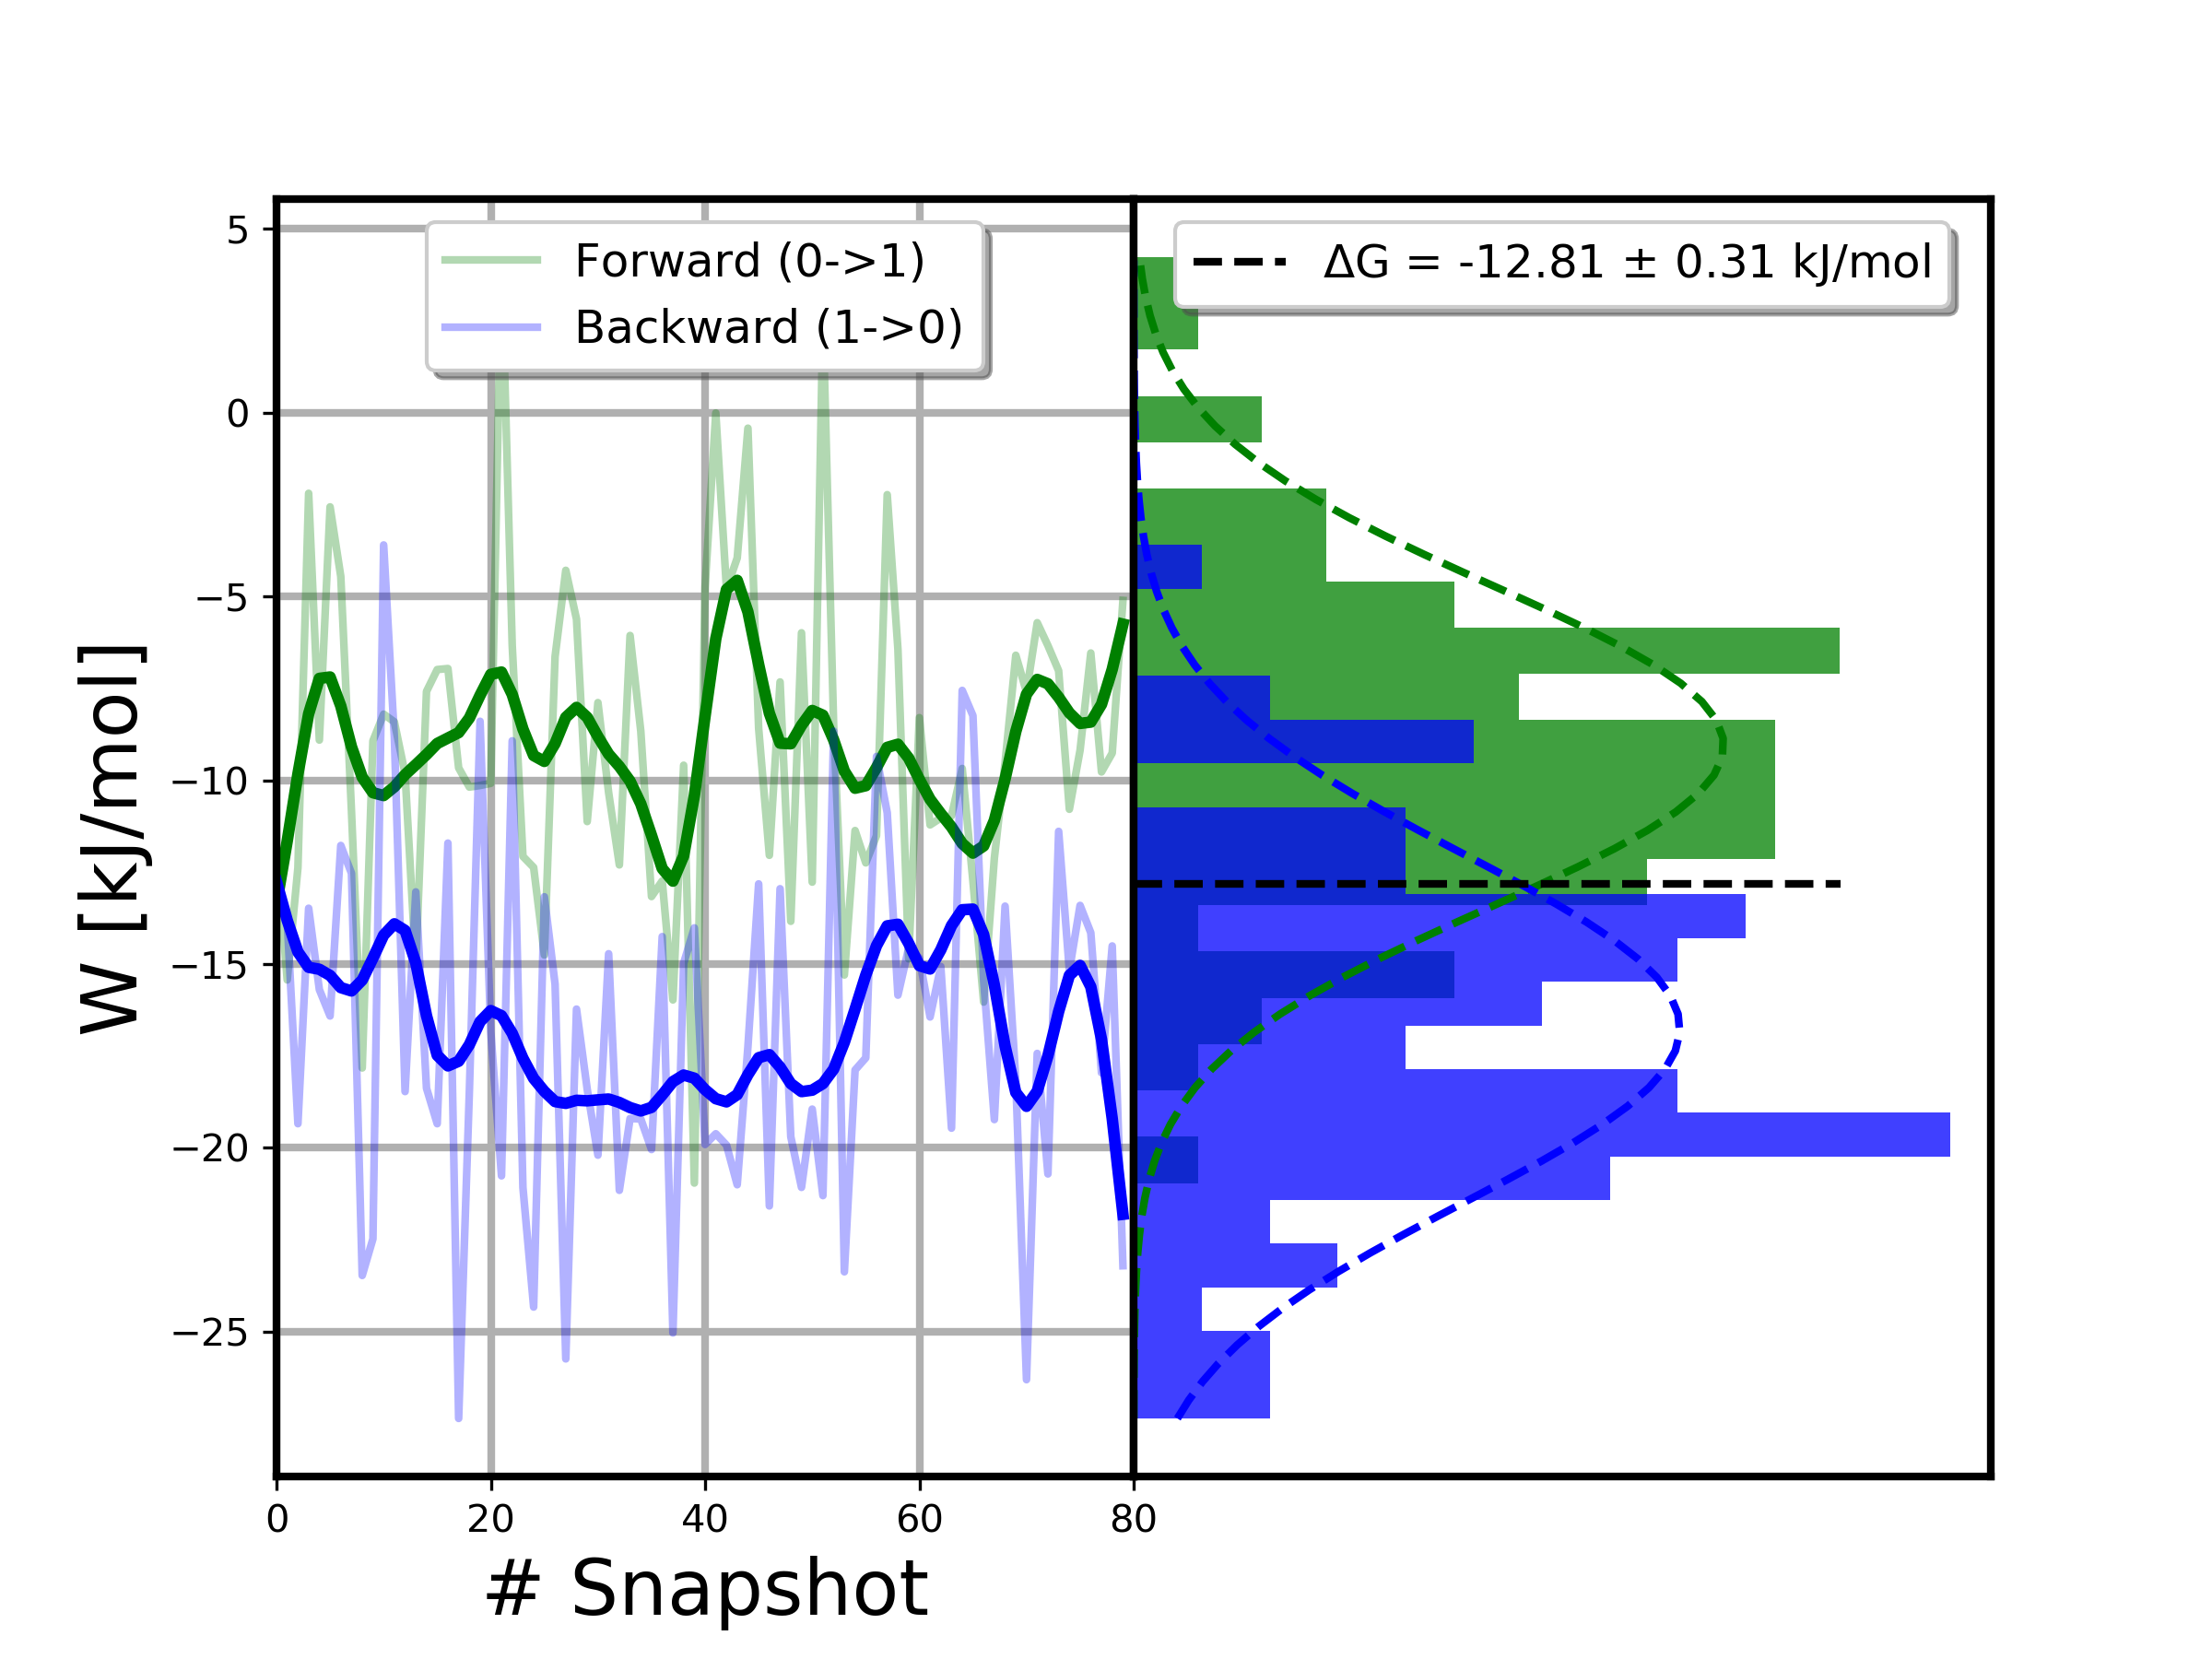 Forward (0->1)
Backward (1->0)
ΔG = -12.81 ± 0.31 kJ/mol
5
0
−5
−10
−15
−20
−25
W [kJ/mol]
0 20 40 60 80
# Snapshot